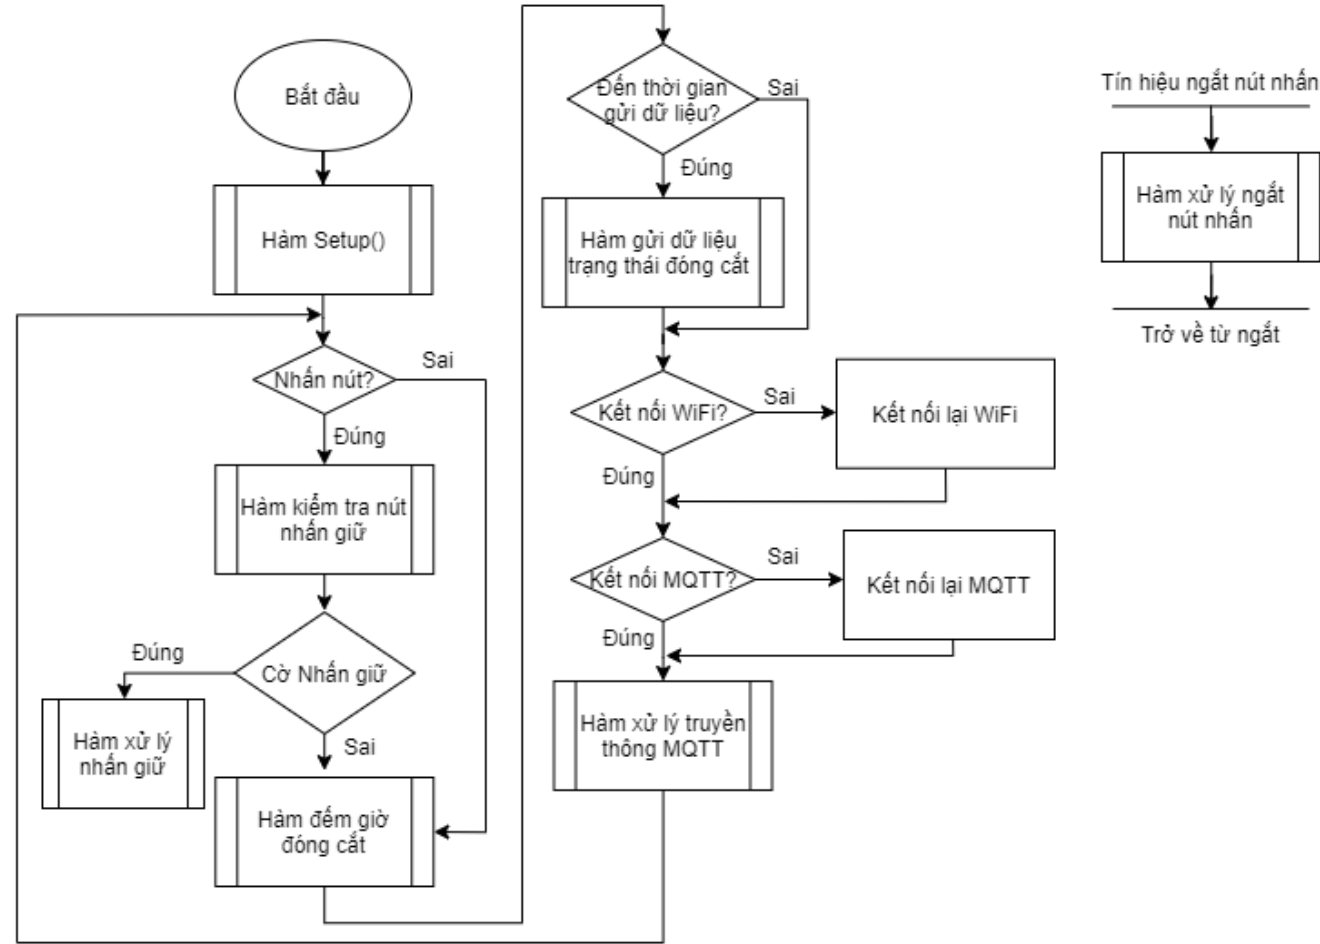 Bắt đầu
Hàm Setup()
Nhấn nút?
Sai
Đúng
Hàm kiểm tra nút
nhấn giữ
Cờ Nhấn giữ
Đúng
Hàm xử lý
nhấn giữ
Sai
Hàm đếm giờ
đóng cắt
Đến thời gian
gửi dữ liệu?
Sai
Đúng
Hàm gửi dữ liệu
trạng thái đóng cắt
Kết nối WiFi?
Sai
Kết nối lại WiFi
Đúng
Kết nối MQTT?
Sai
Kết nối lại MQTT
Đúng
Hàm xử lý truyền
thông MQTT
Tín hiệu ngắt nút nhấn
Hàm xử lý ngắt
nút nhấn
Trở về từ ngắt